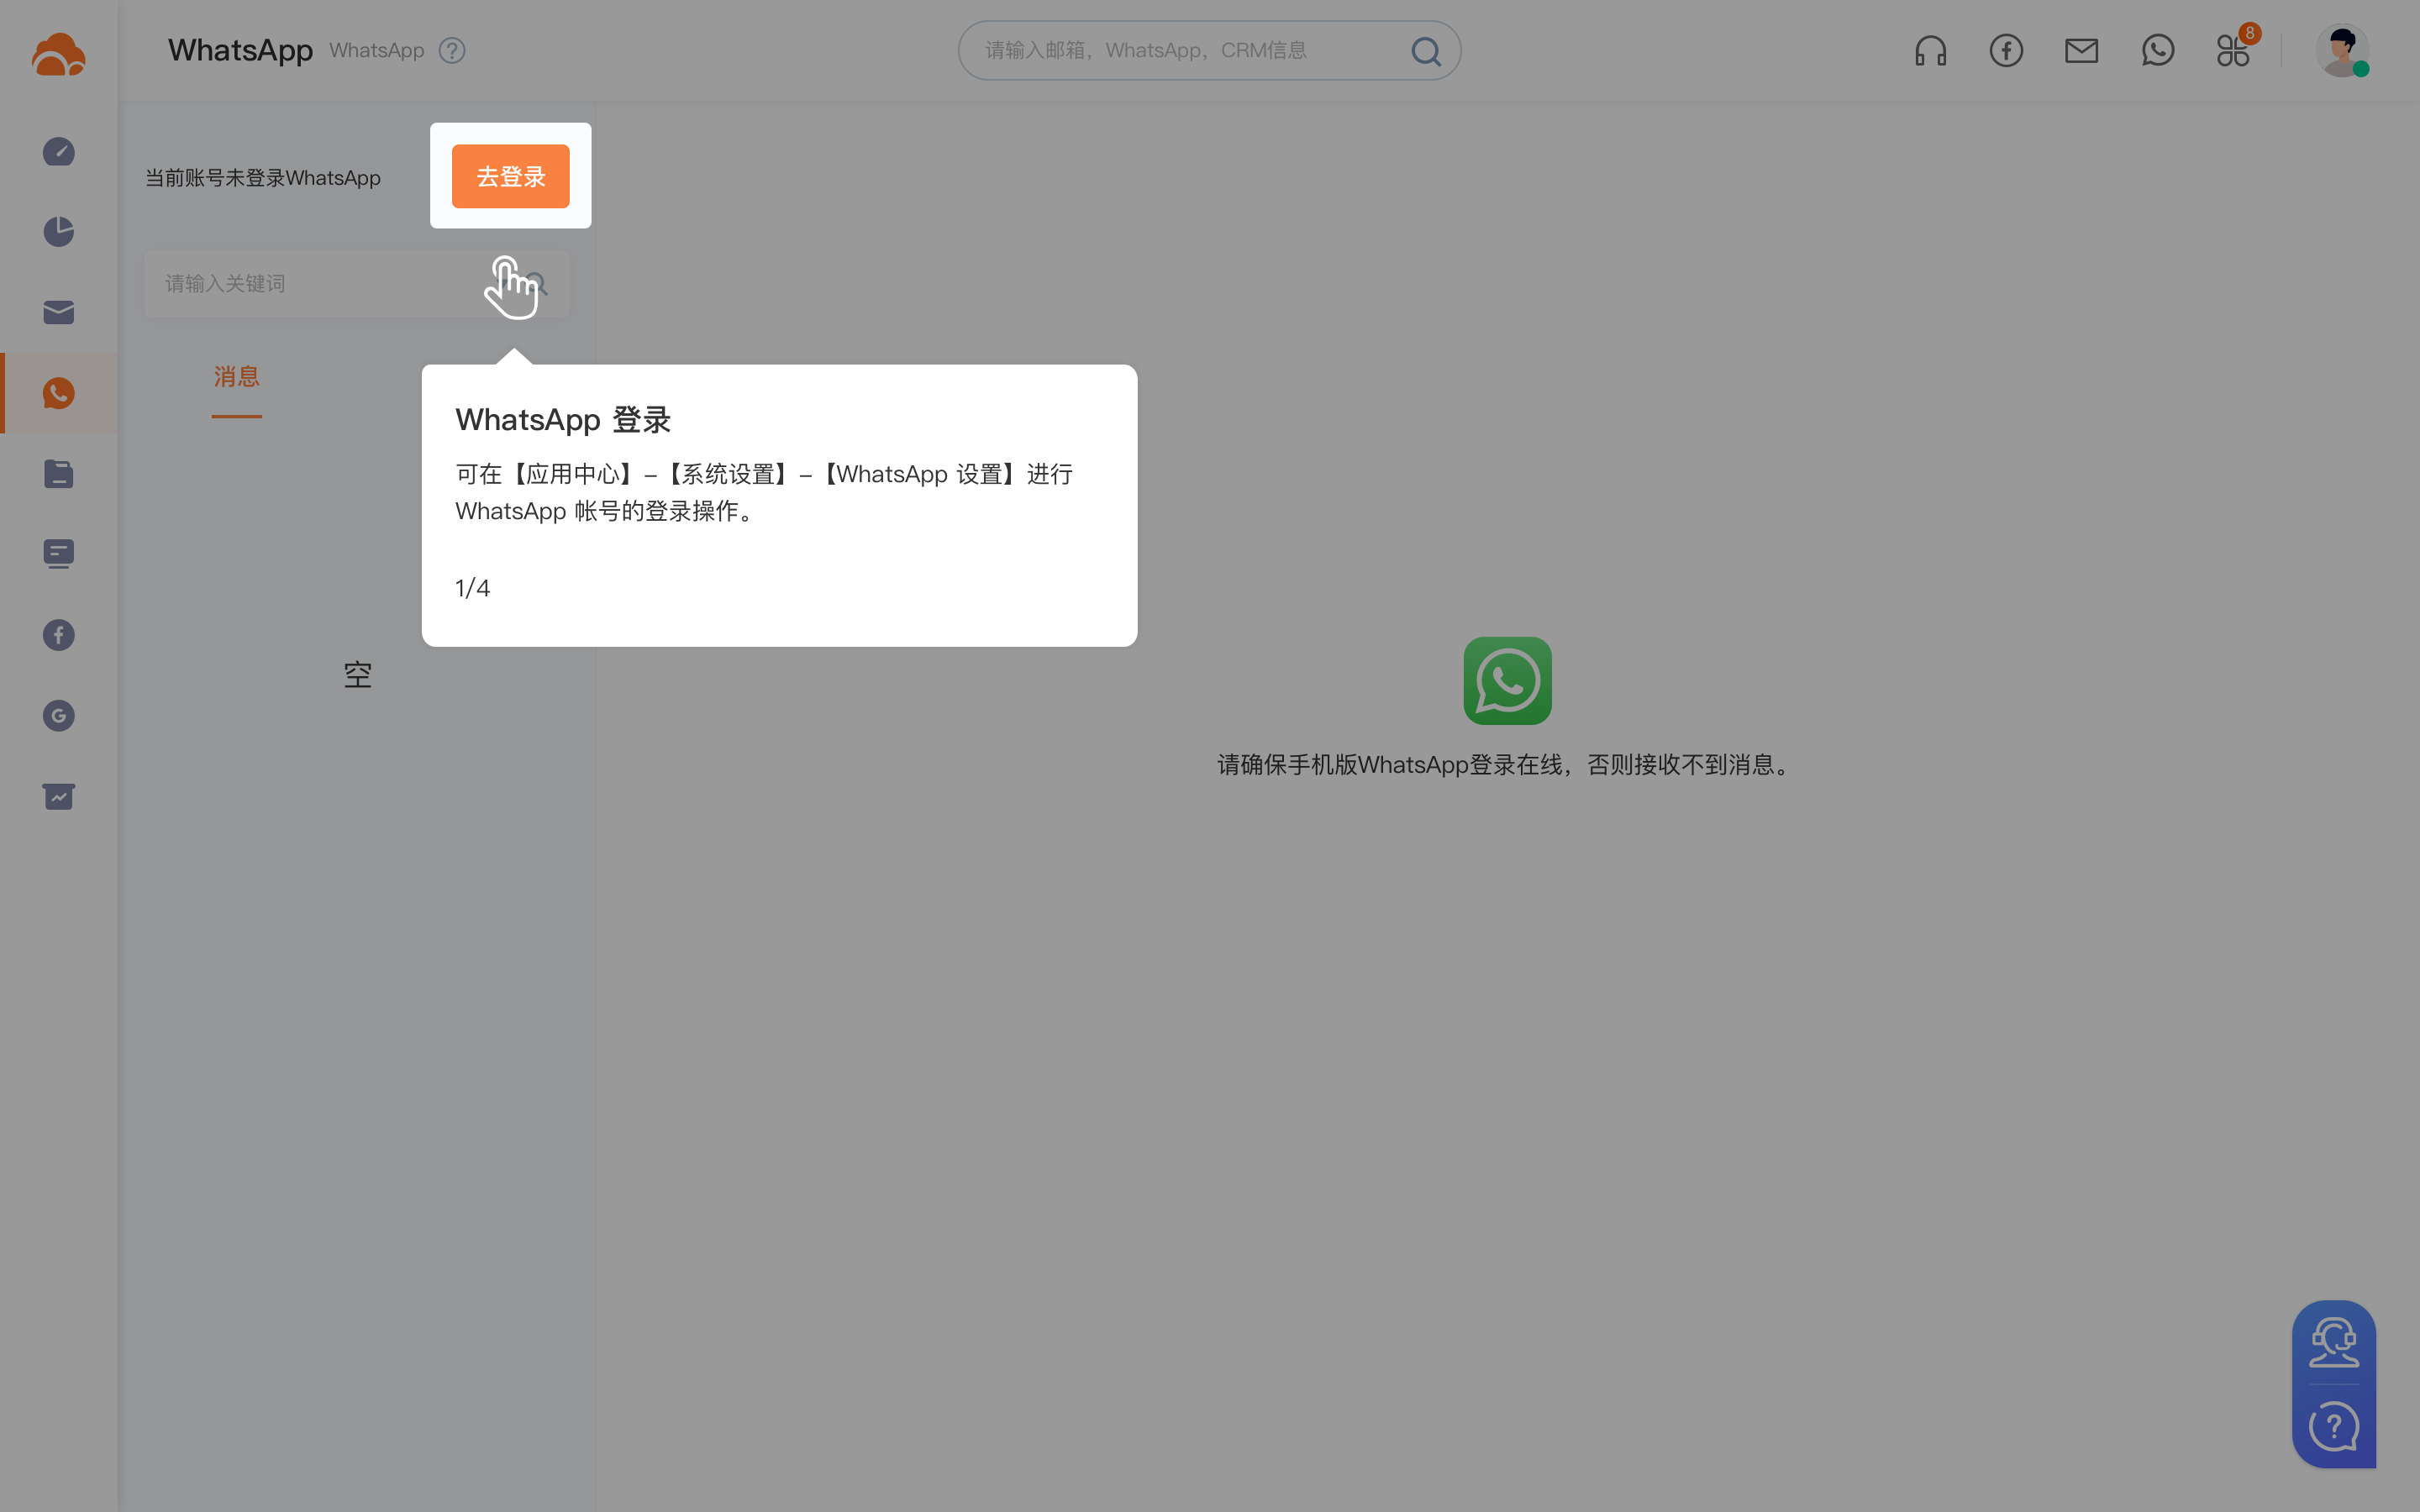 WhatsApp WhatsApp ?
请输入邮箱，WhatsApp，CRM信息
8
当前账号未登录WhatsApp
去登录
请输入关键词
消息
WhatsApp 登录
可在【应用中心】–【系统设置】–【WhatsApp 设置】进行
WhatsApp 帐号的登录操作。
1/4
空
请确保手机版WhatsApp登录在线，否则接收不到消息。